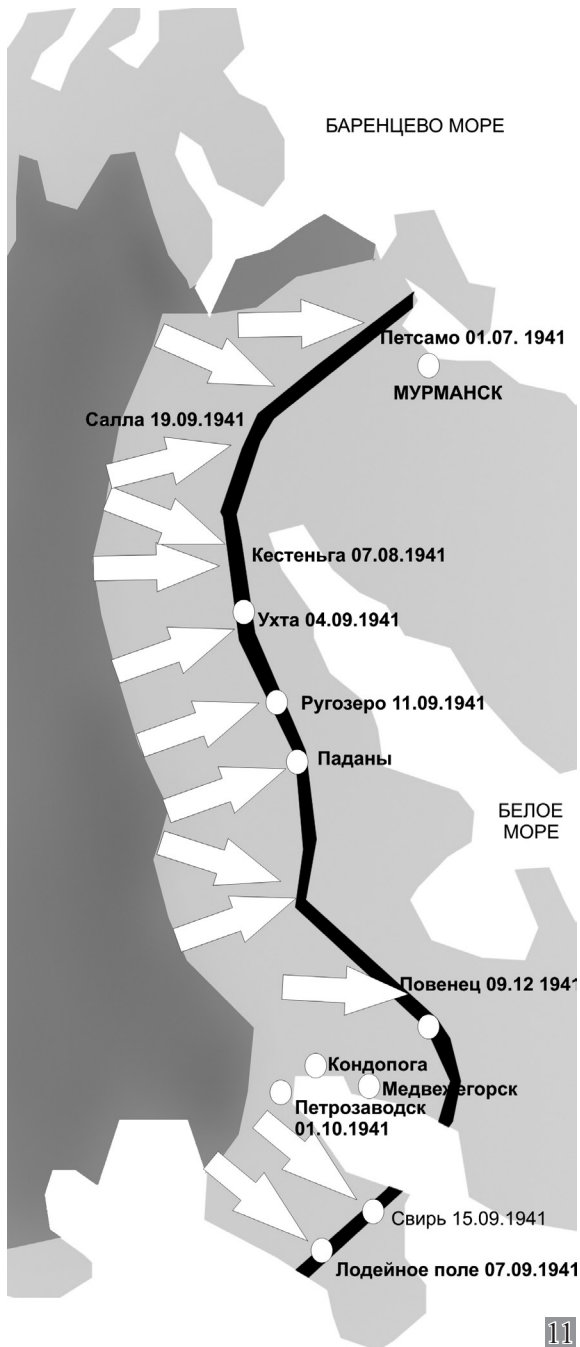 БАРЕНЦЕВО МОРЕ
Петсамо 01.07. 1941
МУРМАНСК
Салла 19.09.1941
Кестеньга 07.08.1941
Ухта 04.09.1941
Ругозеро 11.09.1941
Паданы
БЕЛОЕ
МОРЕ
Повенец 09.12 1941
Кондопога
Медвежегорск
Петрозаводск
01.10.1941
Свирь 15.09.1941
Лодейное поле 07.09.1941
11